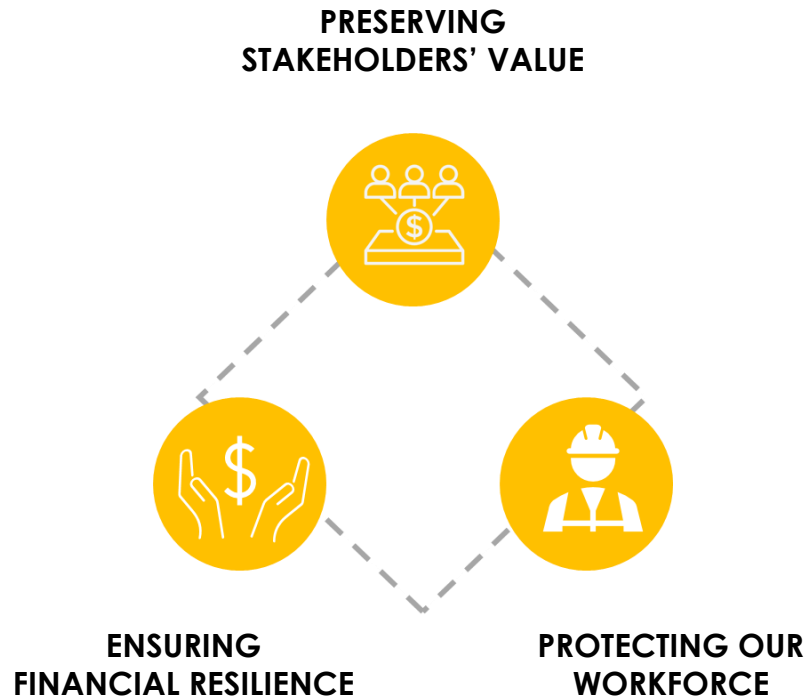 PRESERVING
STAKEHOLDERS’ VALUE
$
$
ENSURING
FINANCIAL RESILIENCE
PROTECTING OUR
WORKFORCE